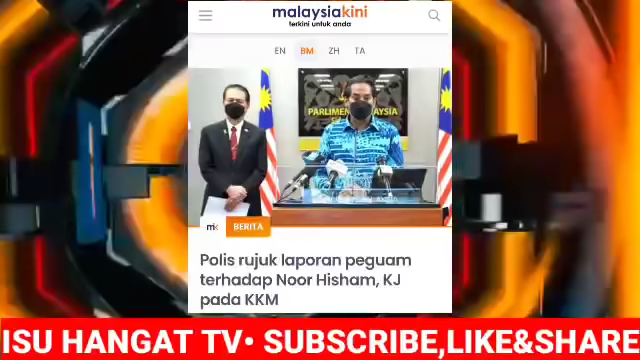 malaysiakini
terkini untuk anda
EN BM ZH TA
PARLIMEN MALAYSIA
mk BERITA
Polis rujuk laporan peguam
terhadap Noor Hisham, KJ
pada KKM
ISU HANGAT TV• SUBSCRIBE,LIKE&SHARE